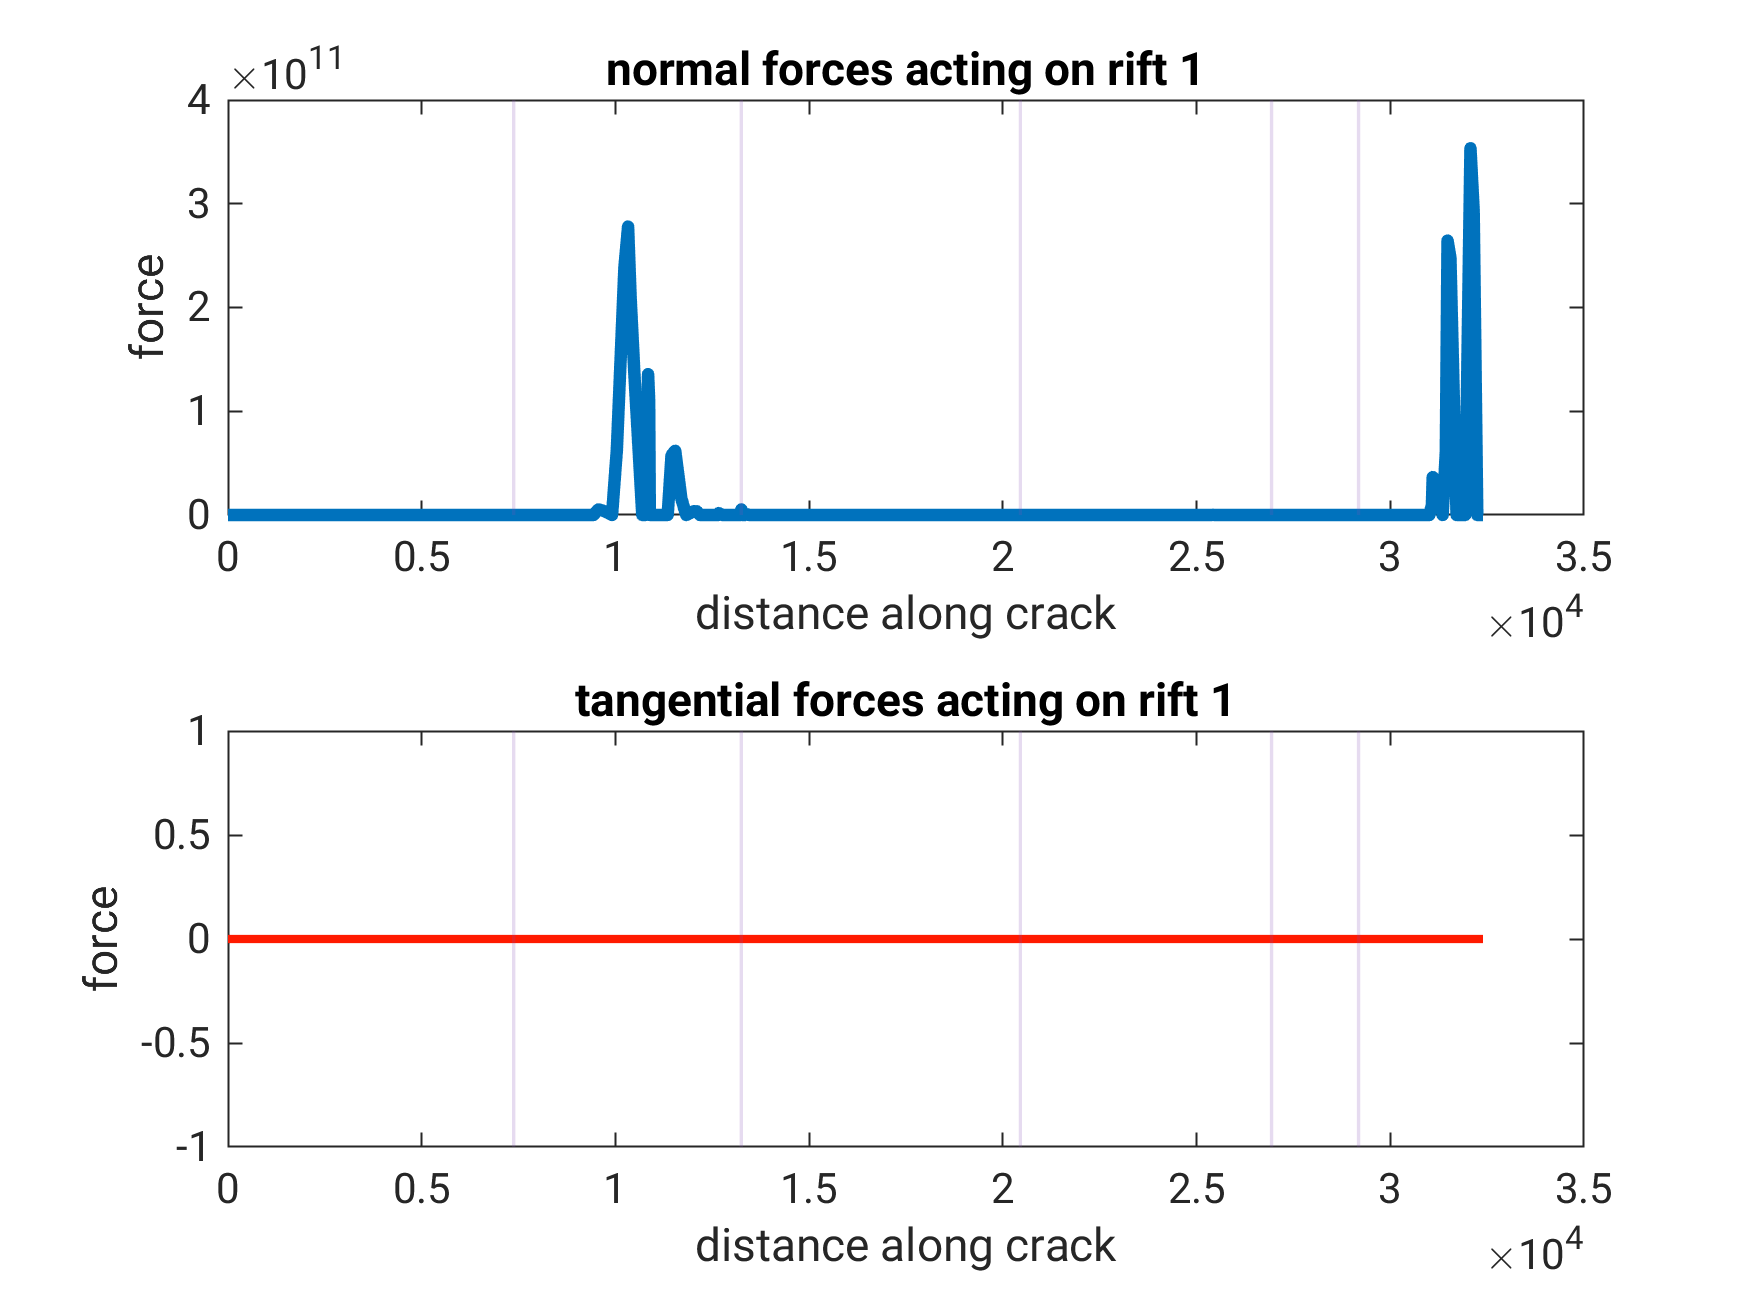 ×10^11
normal forces acting on rift 1
4
3
2
1
0
force
0 0.5 1 1.5 2 2.5 3 3.5
distance along crack
×10^4
tangential forces acting on rift 1
1
0.5
0
-0.5
-1
force
0 0.5 1 1.5 2 2.5 3 3.5
distance along crack
×10^4